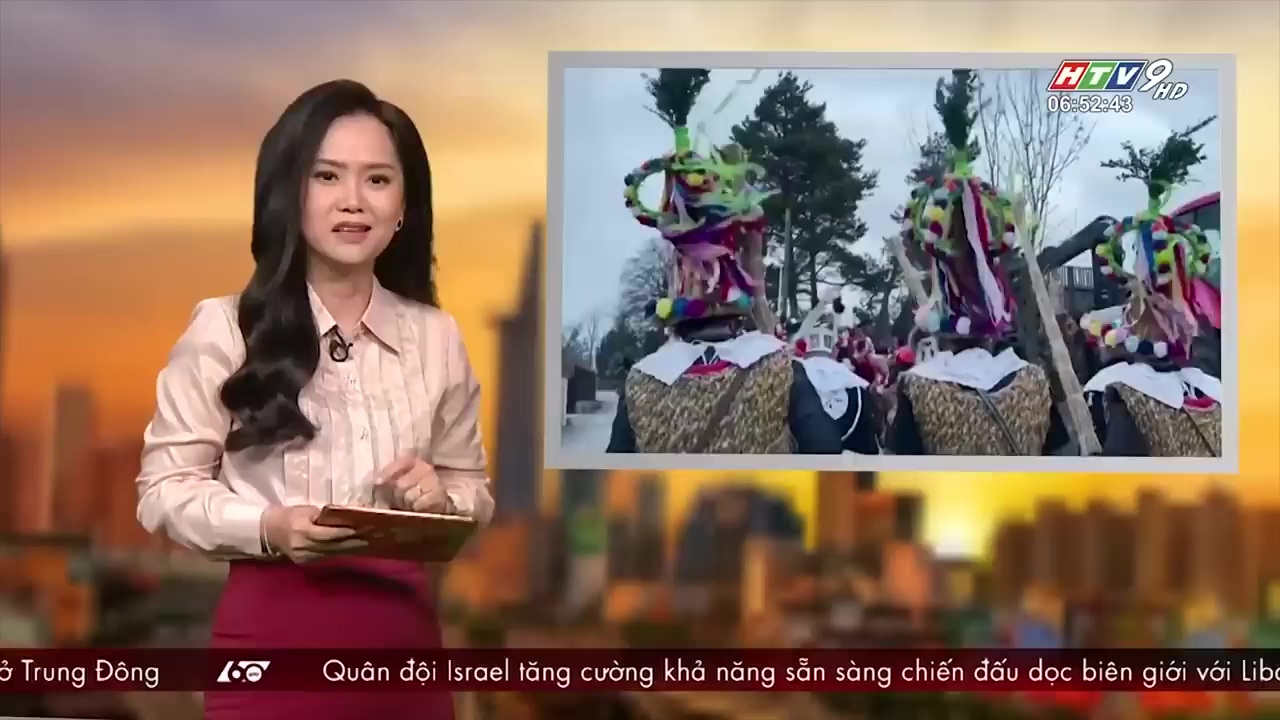 HTV9 HD
06:52:43
ở Trung Đông
60
Quân đội Israel tăng cường khả năng sẵn sàng chiến đấu dọc biên giới với